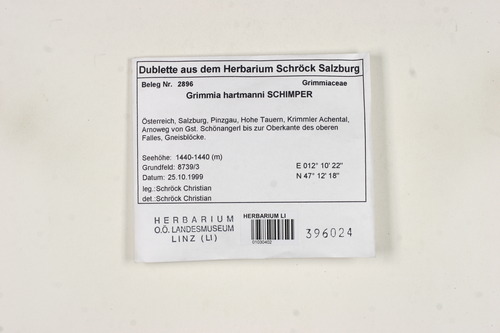 Dublette aus dem Herbarium Schröck Salzburg
Beleg Nr. 2896 Grimmiaceae
Grimmia hartmanni SCHIMPER
Österreich, Salzburg, Pinzgau, Hohe Tauern, Krimmler Achental,
Arnoweg von Gst. Schönangerl bis zur Oberkante des oberen
Falles, Gneisblöcke.
Seehöhe: 1440-1440 (m)
Grundfeld: 8739/3 E 012° 10' 22"
Datum: 25.10.1999 N 47° 12' 18"
leg.:Schröck Christian
det.:Schröck Christian
HERBARIUM
O.Ö. LANDESMUSEUM
LINZ (LI)
HERBARIUM LI
01030402
396024